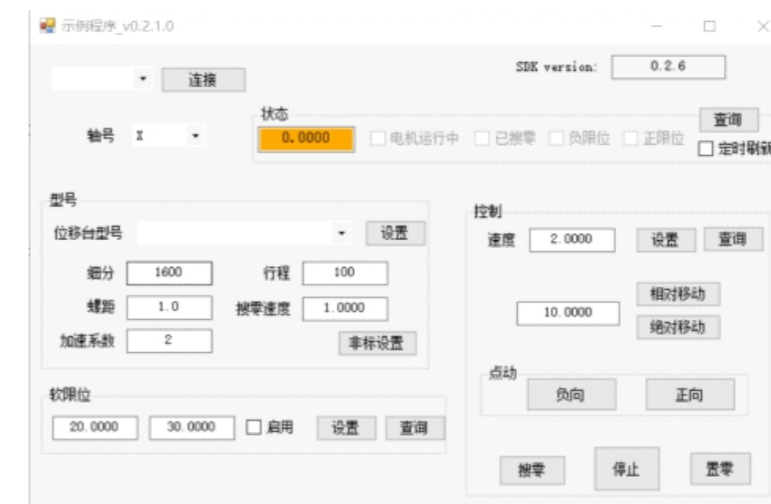 示例程序_v0.2.1.0
SDK version: 0.2.6
连接
状态
查询
轴号 X 0.0000 电机运行中 已搜零 负限位 正限位
定时刷新
型号
控制
位移台型号 设置
速度 2.0000 设置 查询
细分 1600 行程 100
相对移动
螺距 1.0 搜零速度 1.0000
10.0000
绝对移动
加速系数 2 非标设置
点动
软限位
负向 正向
20.0000 30.0000 启用 设置 查询
搜零 停止 置零